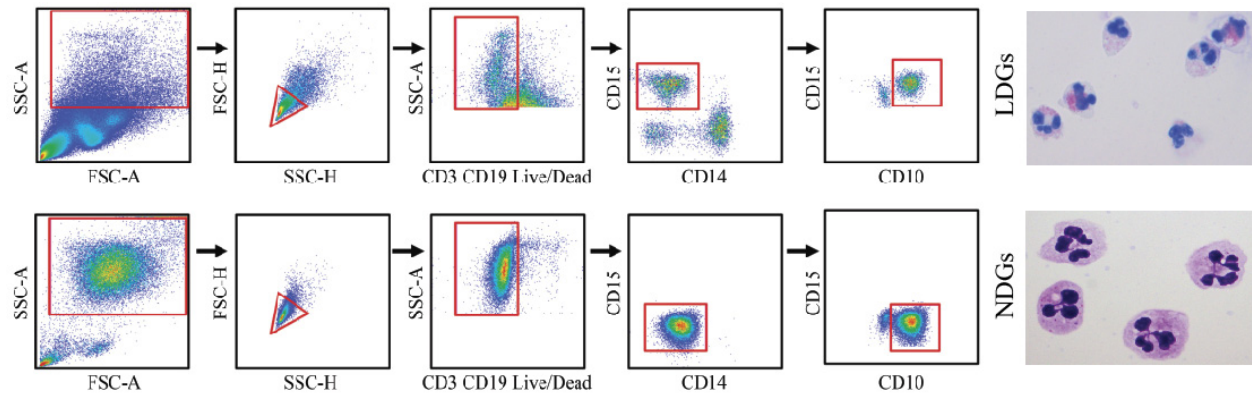 SSC-A
FSC-A
FSC-H
SSC-H
SSC-A
CD3 CD19 Live/Dead
CD15
CD14
CD15
CD10
LDGs
SSC-A
FSC-A
FSC-H
SSC-H
SSC-A
CD3 CD19 Live/Dead
CD15
CD14
CD15
CD10
NDGs